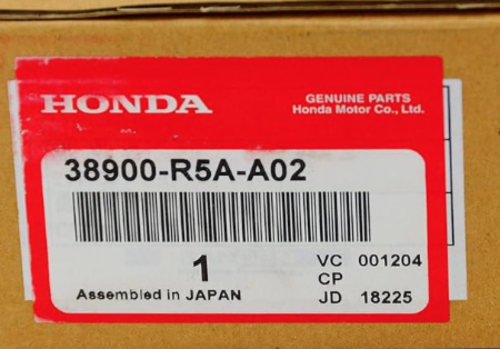 HONDA
GENUINE PARTS
Honda Motor Co., Ltd.
38900-R5A-A02
1
Assembled in JAPAN
VC 001204
CP
JD 18225